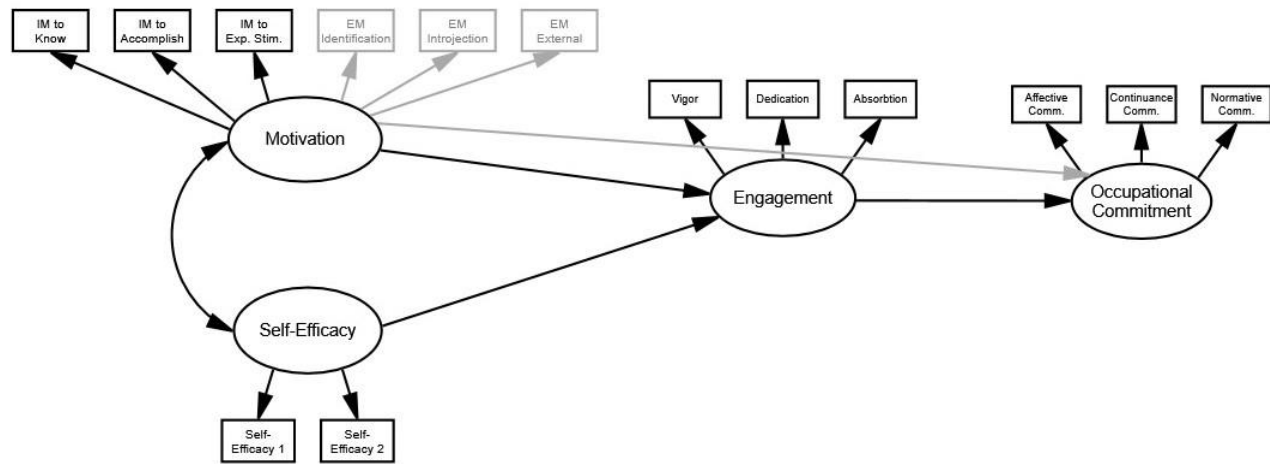 IM to
Know
IM to
Accomplish
IM to
Exp. Stim.
EM
Identification
EM
Introjection
EM
External
Motivation
Vigor
Dedication
Absorbtion
Engagement
Affective
Comm.
Continuance
Comm.
Normative
Comm.
Occupational
Commitment
Self-Efficacy
Self-
Efficacy 1
Self-
Efficacy 2